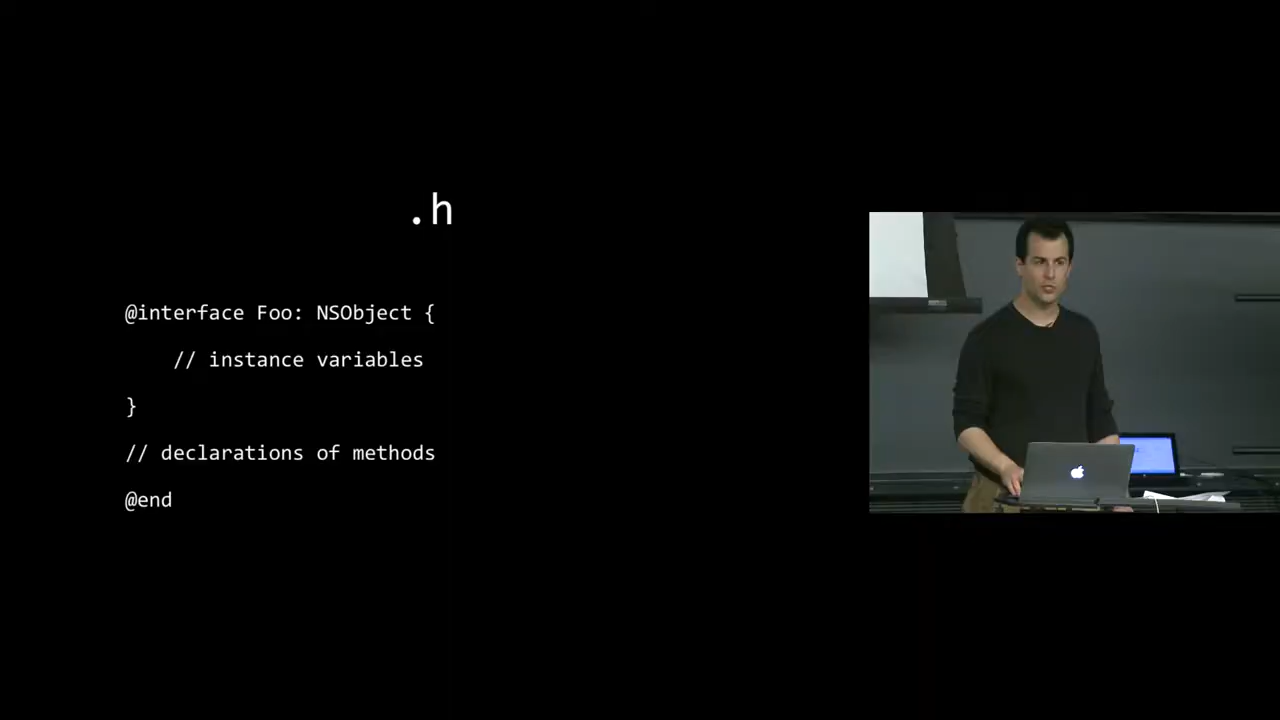 .h
@interface Foo: NSObject {
// instance variables
}
// declarations of methods
@end